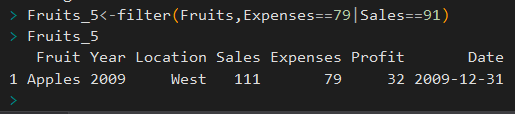 > Fruits_5<-filter(Fruits,Expenses==79|Sales==91)
> Fruits_5
   Fruit Year Location Sales Expenses Profit       Date
1 Apples 2009     West   111       79     32 2009-12-31
>